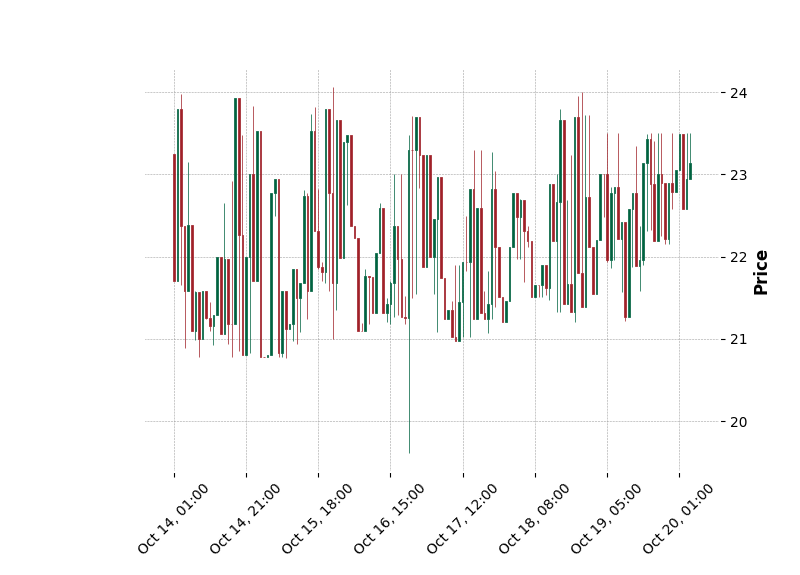 24
23
22
21
20
Price
Oct 14, 01:00
Oct 14, 21:00
Oct 15, 18:00
Oct 16, 15:00
Oct 17, 12:00
Oct 18, 08:00
Oct 19, 05:00
Oct 20, 01:00